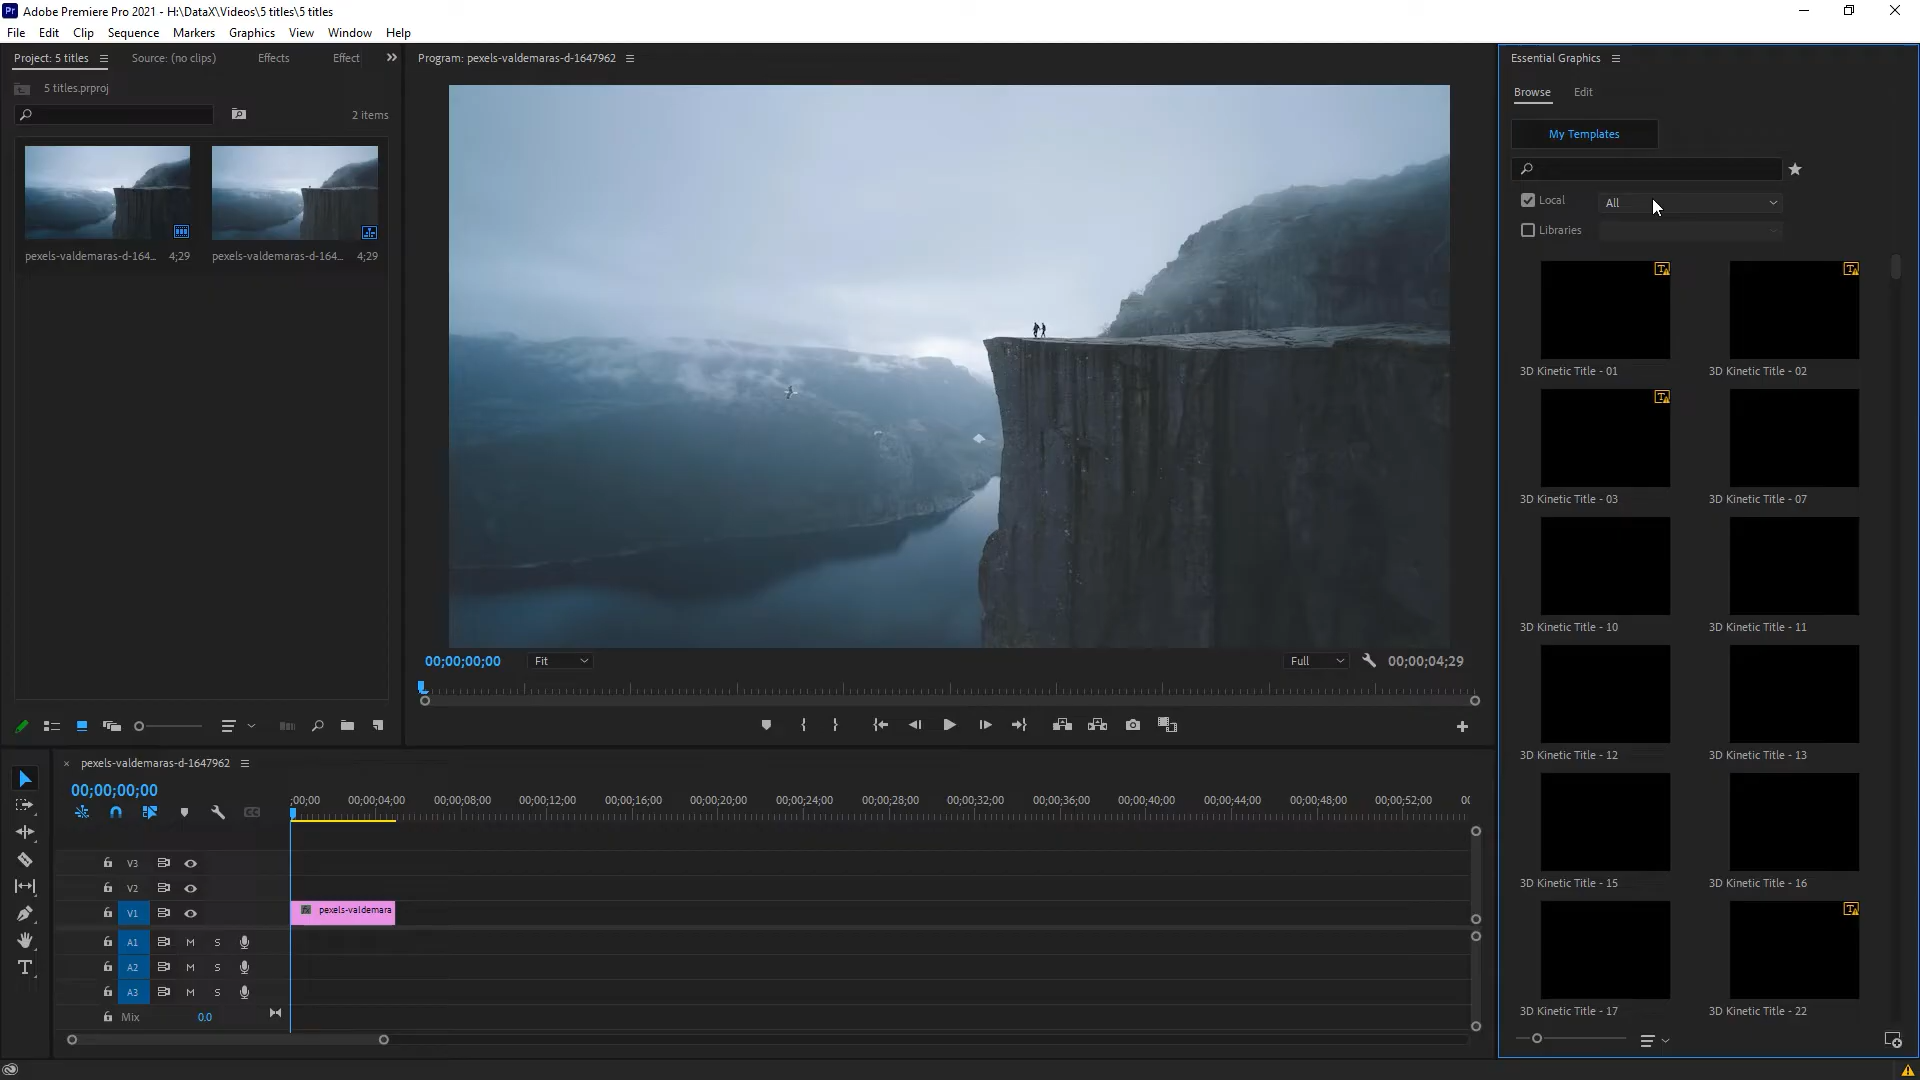 Pr Adobe Premiere Pro 2021 - H:\DataX\Videos\5 titles\5 titles
File Edit Clip Sequence Markers Graphics View Window Help
Project: 5 titles Source: (no clips) Effects Effect
5 titles.prproj
2 items
pexels-valdemaras-d-164... 4;29
pexels-valdemaras-d-164... 4;29
Program: pexels-valdemaras-d-1647962
00;00;00;00 Fit Full 00;00;04;29
Essential Graphics
Browse Edit
My Templates
Local All
Libraries
3D Kinetic Title - 01 3D Kinetic Title - 02
3D Kinetic Title - 03 3D Kinetic Title - 07
3D Kinetic Title - 10 3D Kinetic Title - 11
3D Kinetic Title - 12 3D Kinetic Title - 13
3D Kinetic Title - 15 3D Kinetic Title - 16
3D Kinetic Title - 17 3D Kinetic Title - 22
× pexels-valdemaras-d-1647962
00;00;00;00
;00;00 00;00;04;00 00;00;08;00 00;00;12;00 00;00;16;00 00;00;20;00 00;00;24;00 00;00;28;00 00;00;32;00 00;00;36;00 00;00;40;00 00;00;44;00 00;00;48;00 00;00;52;00 00
V3
V2
V1 pexels-valdemara
A1 M S
A2 M S
A3 M S
Mix 0.0